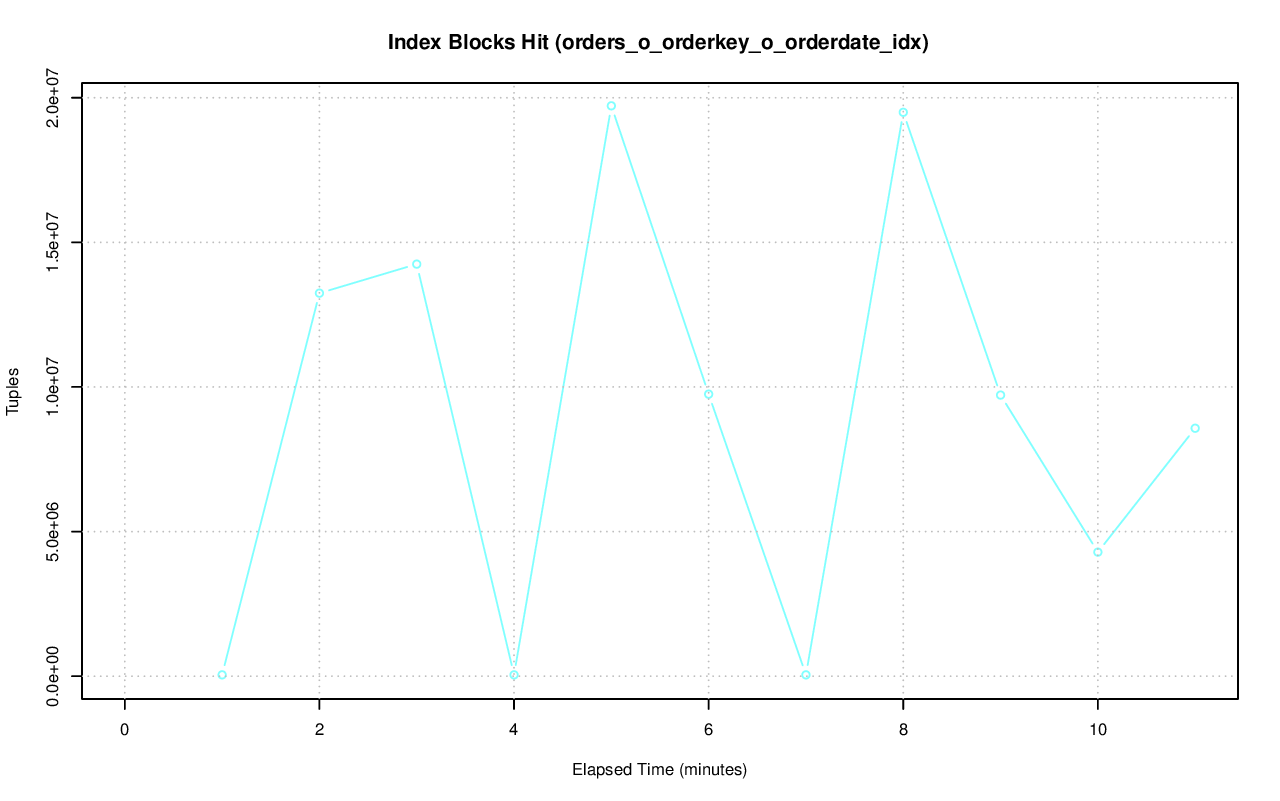 Index Blocks Hit (orders_o_orderkey_o_orderdate_idx)
Tuples
2.0e+07
1.5e+07
1.0e+07
5.0e+06
0.0e+00
0 2 4 6 8 10
Elapsed Time (minutes)